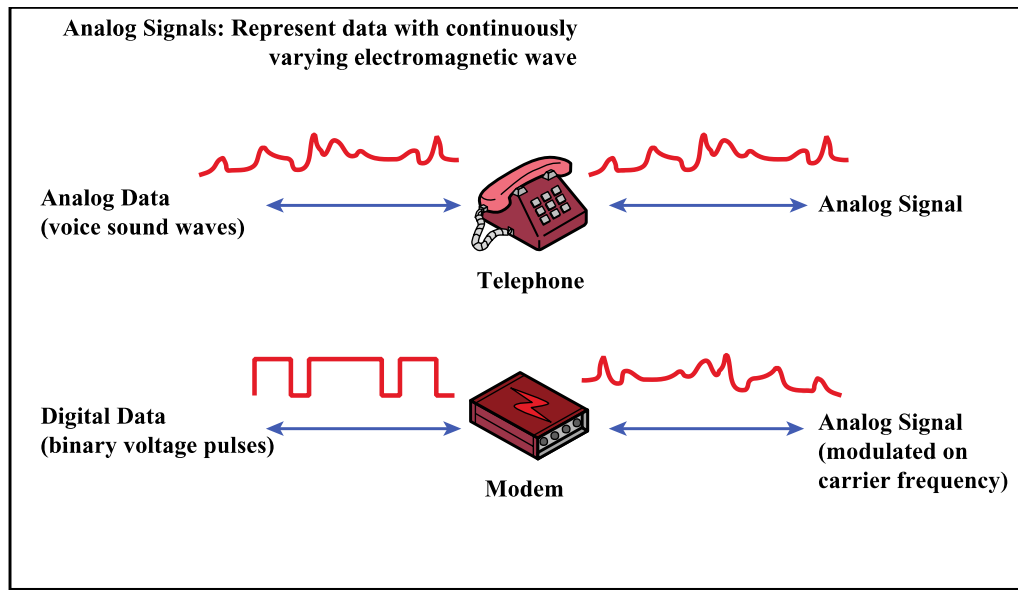 Analog Signals: Represent data with continuously
varying electromagnetic wave
Analog Data
(voice sound waves)
Analog Signal
Telephone
Digital Data
(binary voltage pulses)
Analog Signal
(modulated on
carrier frequency)
Modem